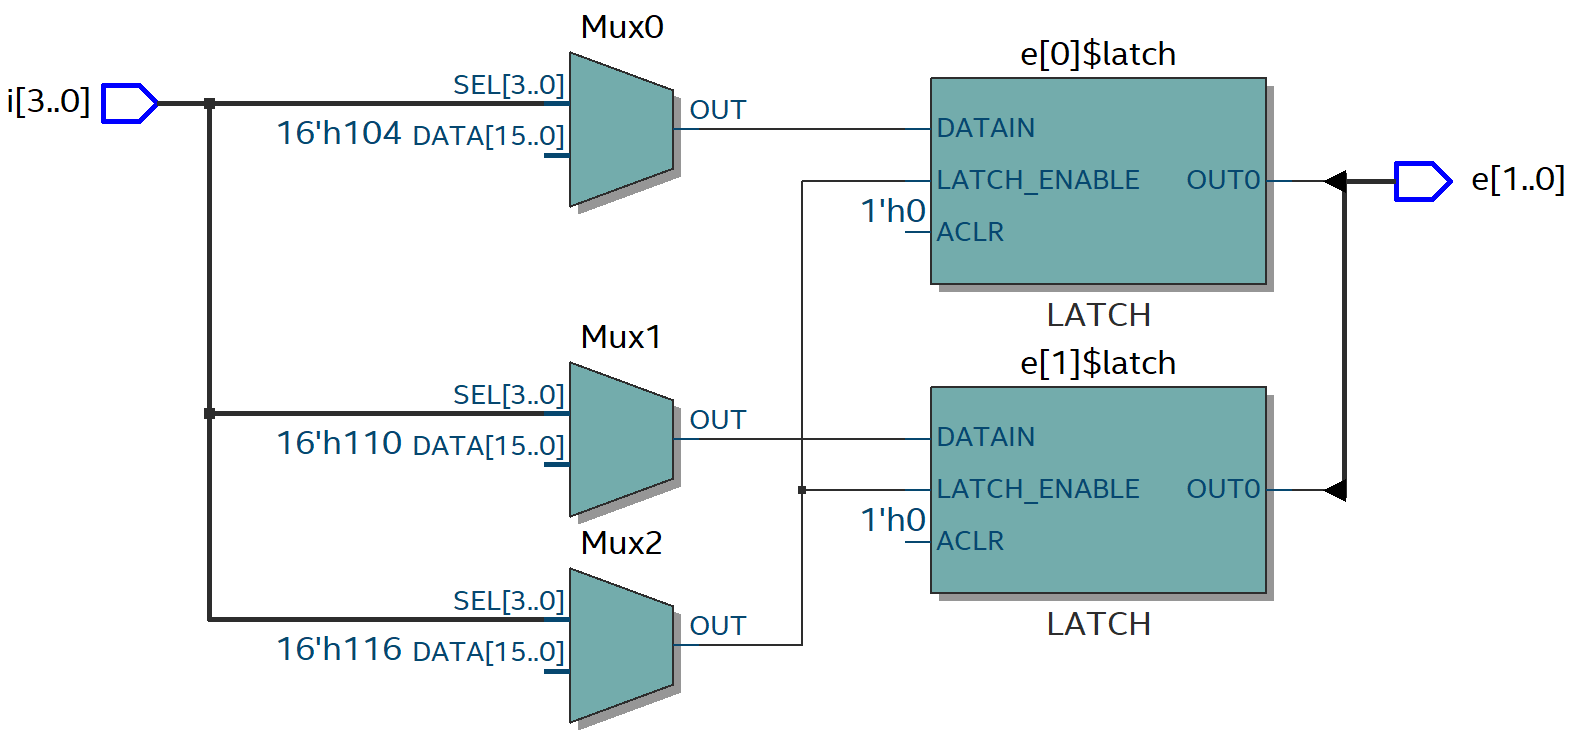 Mux0
e[0]$latch
i[3..0]
SEL[3..0]
16'h104 DATA[15..0]
OUT
DATAIN
LATCH_ENABLE
OUT0
1'h0
ACLR
LATCH
e[1..0]
Mux1
e[1]$latch
SEL[3..0]
16'h110 DATA[15..0]
OUT
DATAIN
LATCH_ENABLE
OUT0
1'h0
ACLR
LATCH
Mux2
SEL[3..0]
16'h116 DATA[15..0]
OUT